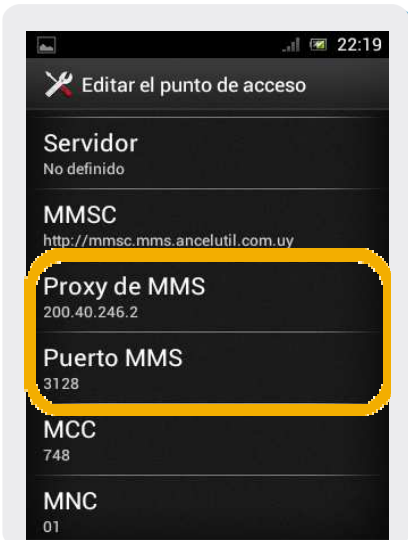 22:19
Editar el punto de acceso
Servidor
No definido
MMSC
http://mmsc.mms.ancelutil.com.uy
Proxy de MMS
200.40.246.2
Puerto MMS
3128
MCC
748
MNC
01